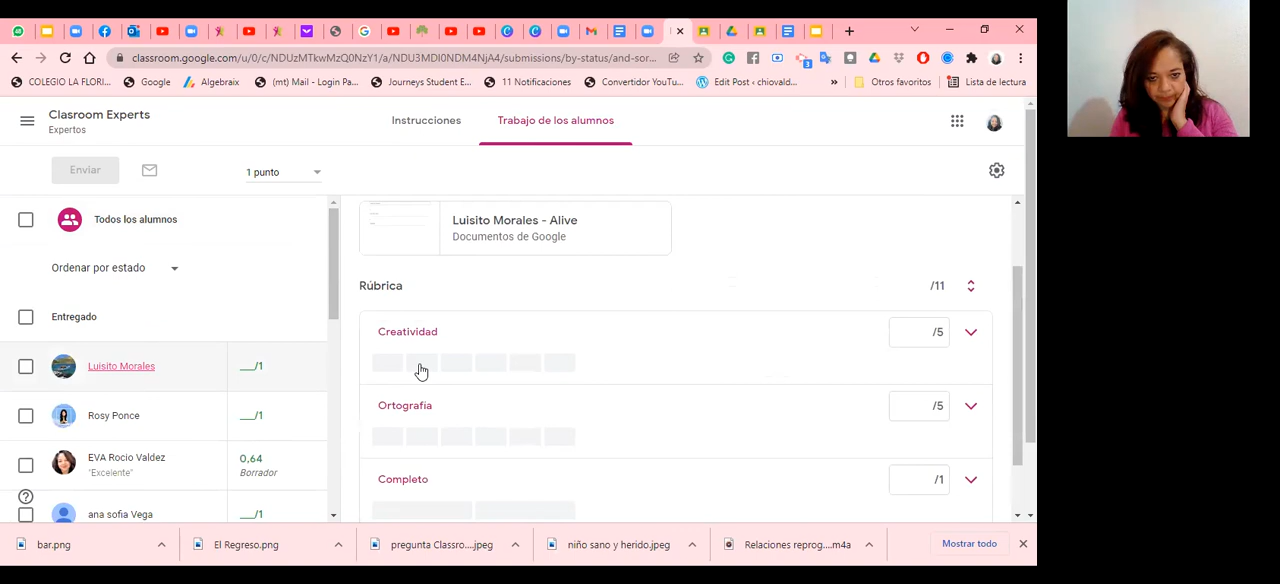 classroom.google.com/u/0/c/NDUzMTkwMzQ0NzY1/a/NDU3MDI0NDM4NjA4/submissions/by-status/and-sor...
COLEGIO LA FLORI...
Google
Algebraix
(mt) Mail - Login Pa...
Journeys Student E...
11 Notificaciones
Convertidor YouTu...
Edit Post ‹ chiovald...
»
Otros favoritos
Lista de lectura
Clasroom Experts
Expertos
Instrucciones
Trabajo de los alumnos
Enviar
1 punto
Todos los alumnos
Ordenar por estado
Entregado
Luisito Morales
__/1
Rosy Ponce
__/1
EVA Rocio Valdez
"Excelente"
0,64
Borrador
ana sofia Vega
__/1
Luisito Morales - Alive
Documentos de Google
Rúbrica
/11
Creatividad
/5
Ortografía
/5
Completo
/1
bar.png
El Regreso.png
pregunta Classro....jpeg
niño sano y herido.jpeg
Relaciones reprog....m4a
Mostrar todo